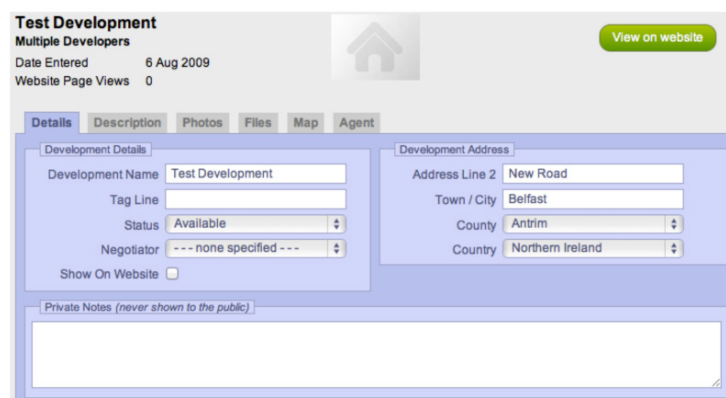 Test Development
Multiple Developers
Date Entered 6 Aug 2009
Website Page Views 0
View on website
Details Description Photos Files Map Agent
Development Details
Development Name Test Development
Tag Line
Status Available
Negotiator - - - none specified - - -
Show On Website
Development Address
Address Line 2 New Road
Town / City Belfast
County Antrim
Country Northern Ireland
Private Notes (never shown to the public)